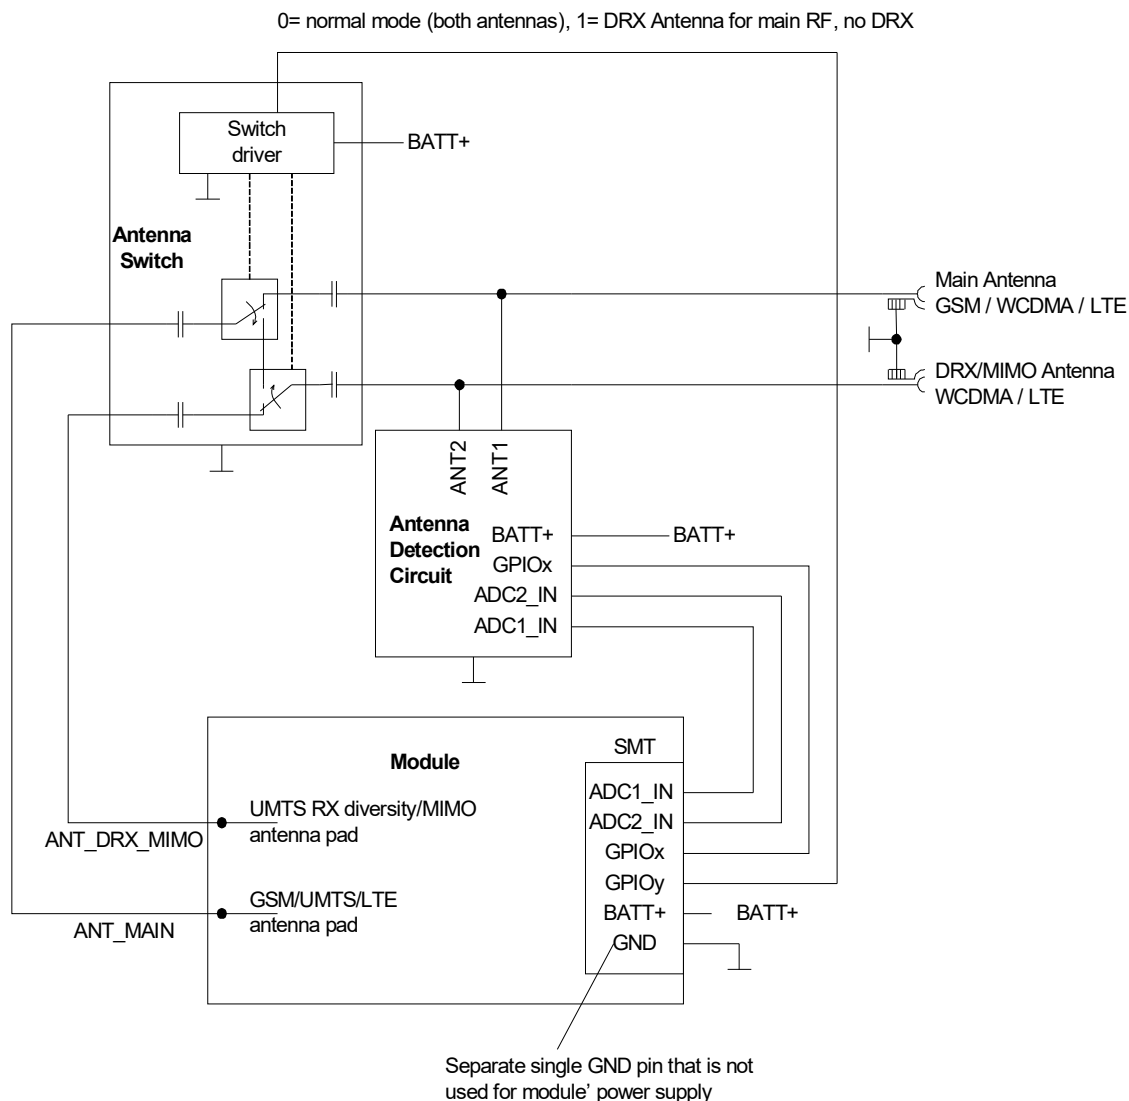 0= normal mode (both antennas), 1= DRX Antenna for main RF, no DRX
Switch
driver
BATT+
Antenna
Switch
Main Antenna
GSM / WCDMA / LTE
DRX/MIMO Antenna
WCDMA / LTE
ANT2
ANT1
Antenna
Detection
Circuit
BATT+
BATT+
GPIOx
ADC2_IN
ADC1_IN
Module
SMT
ADC1_IN
ADC2_IN
GPIOx
GPIOy
BATT+
BATT+
GND
UMTS RX diversity/MIMO
antenna pad
ANT_DRX_MIMO
GSM/UMTS/LTE
antenna pad
ANT_MAIN
Separate single GND pin that is not
used for module’ power supply